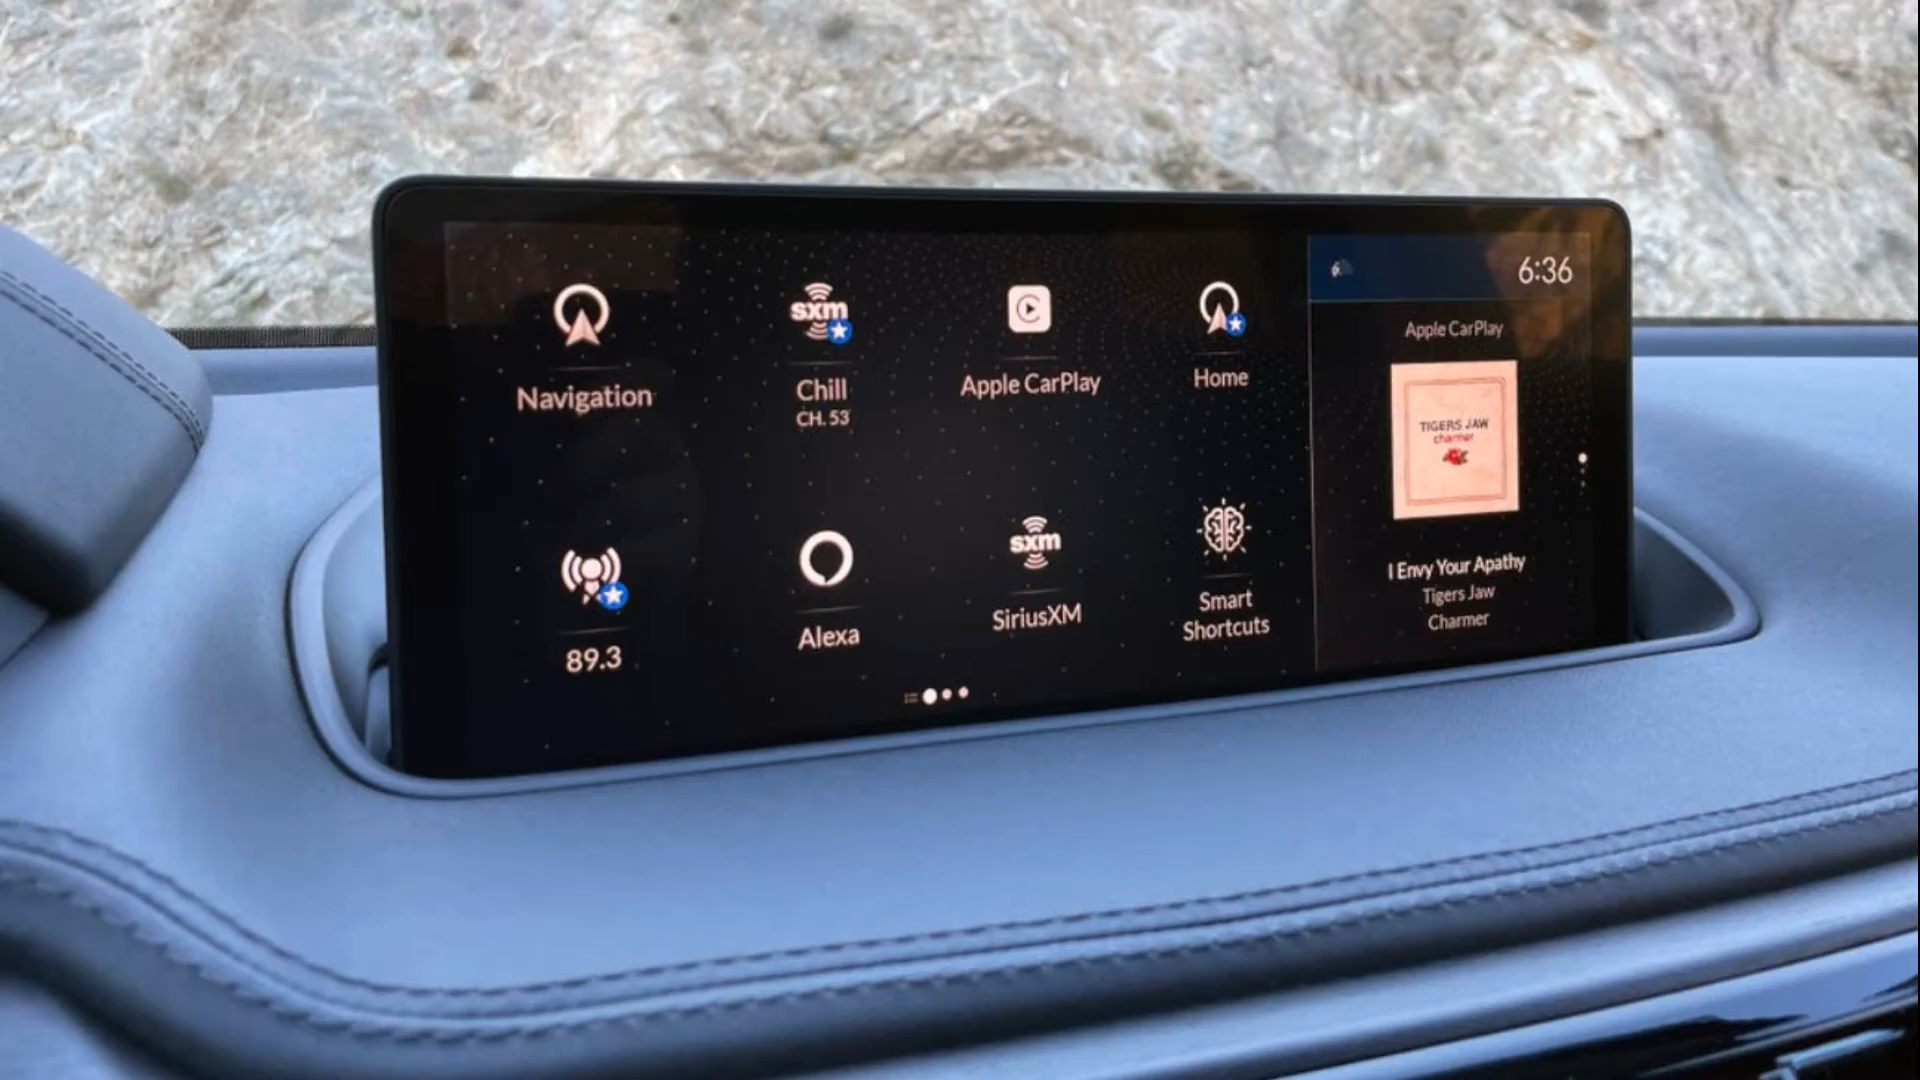 Navigation
sxm
Chill
CH. 53
Apple CarPlay
Home
89.3
Alexa
sxm
SiriusXM
Smart
Shortcuts
6:36
Apple CarPlay
TIGERS JAW
charmer
I Envy Your Apathy
Tigers Jaw
Charmer